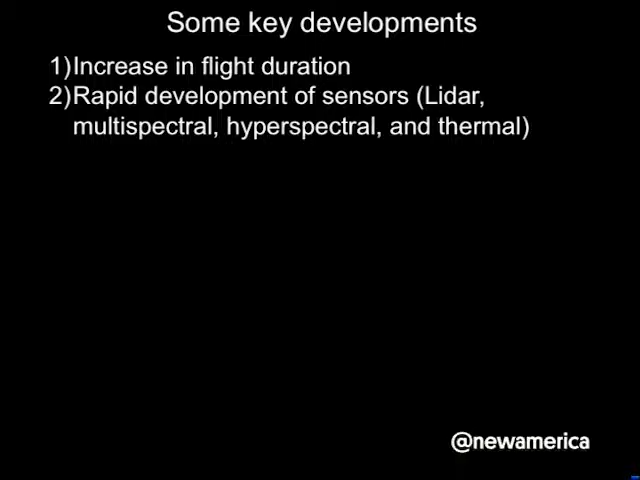 Some key developments
1)Increase in flight duration
2)Rapid development of sensors (Lidar,
multispectral, hyperspectral, and thermal)
@newamerica